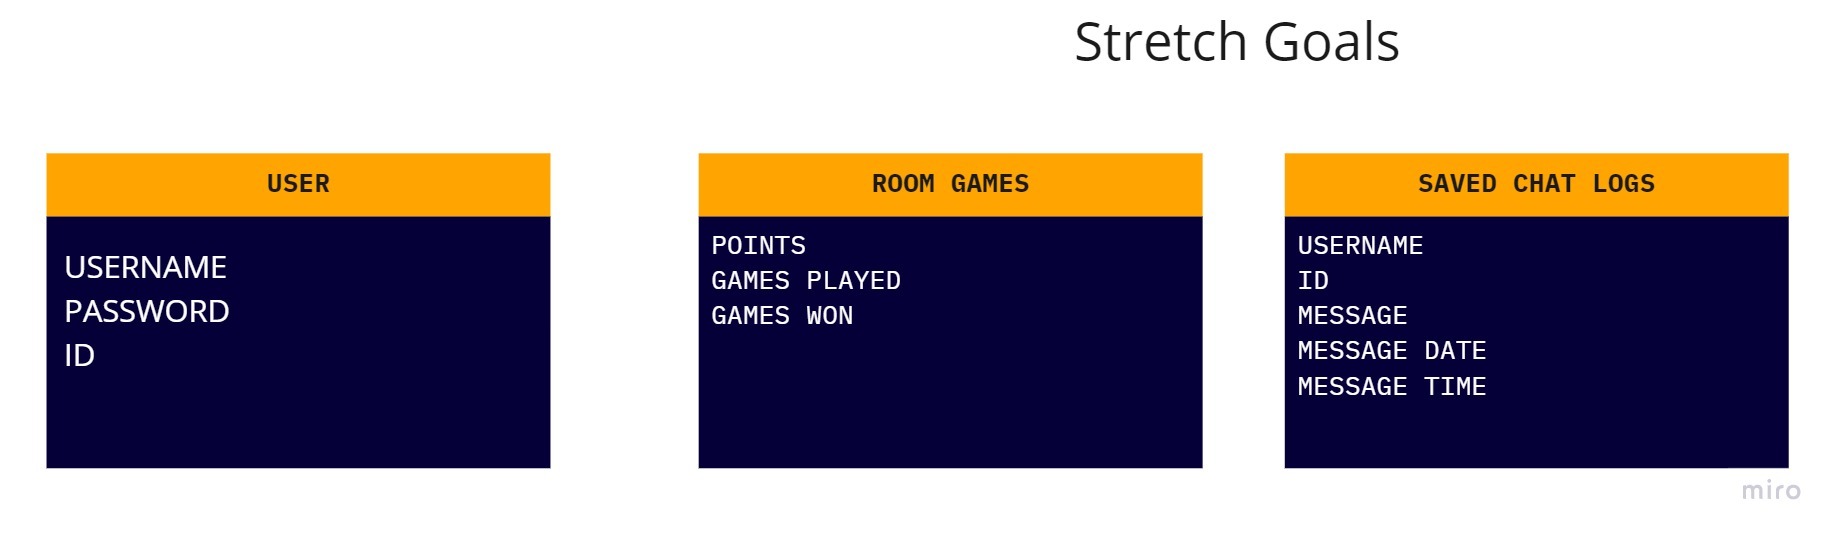 Stretch Goals
USER
USERNAME
PASSWORD
ID
ROOM GAMES
POINTS
GAMES PLAYED
GAMES WON
SAVED CHAT LOGS
USERNAME
ID
MESSAGE
MESSAGE DATE
MESSAGE TIME
miro